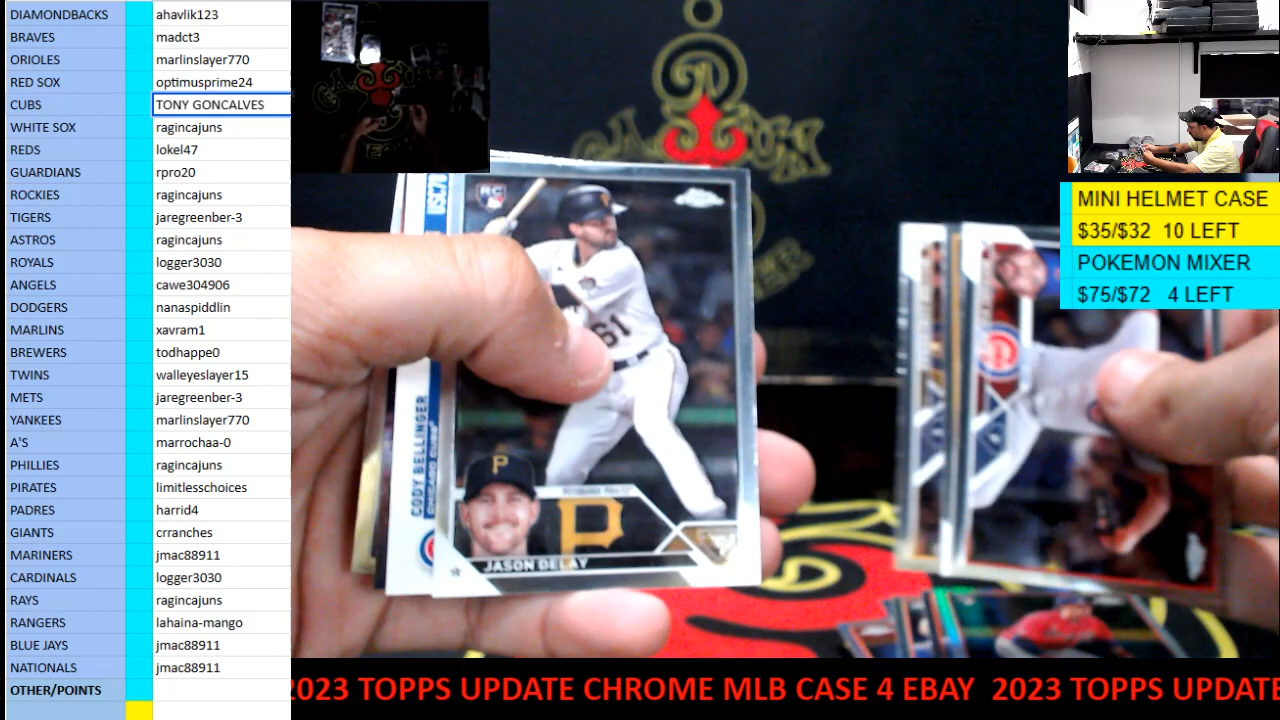 DIAMONDBACKS ahavlik123
BRAVES madct3
ORIOLES marlinslayer770
RED SOX optimusprime24
CUBS TONY GONCALVES
WHITE SOX ragincajuns
REDS lokel47
GUARDIANS rpro20
ROCKIES ragincajuns
TIGERS jaregreenber-3
ASTROS ragincajuns
ROYALS logger3030
ANGELS cawe304906
DODGERS nanaspiddlin
MARLINS xavram1
BREWERS todhappe0
TWINS walleyeslayer15
METS jaregreenber-3
YANKEES marlinslayer770
A'S marrochaa-0
PHILLIES ragincajuns
PIRATES limitlesschoices
PADRES harrid4
GIANTS crranches
MARINERS jmac88911
CARDINALS logger3030
RAYS ragincajuns
RANGERS lahaina-mango
BLUE JAYS jmac88911
NATIONALS jmac88911
OTHER/POINTS
MINI HELMET CASE
$35/$32 10 LEFT
POKEMON MIXER
$75/$72 4 LEFT
RC
61
CODY BELLINGER
CHICAGO CUBS
P
P
JASON DELAY
2023 TOPPS UPDATE CHROME MLB CASE 4 EBAY 2023 TOPPS UPDATE